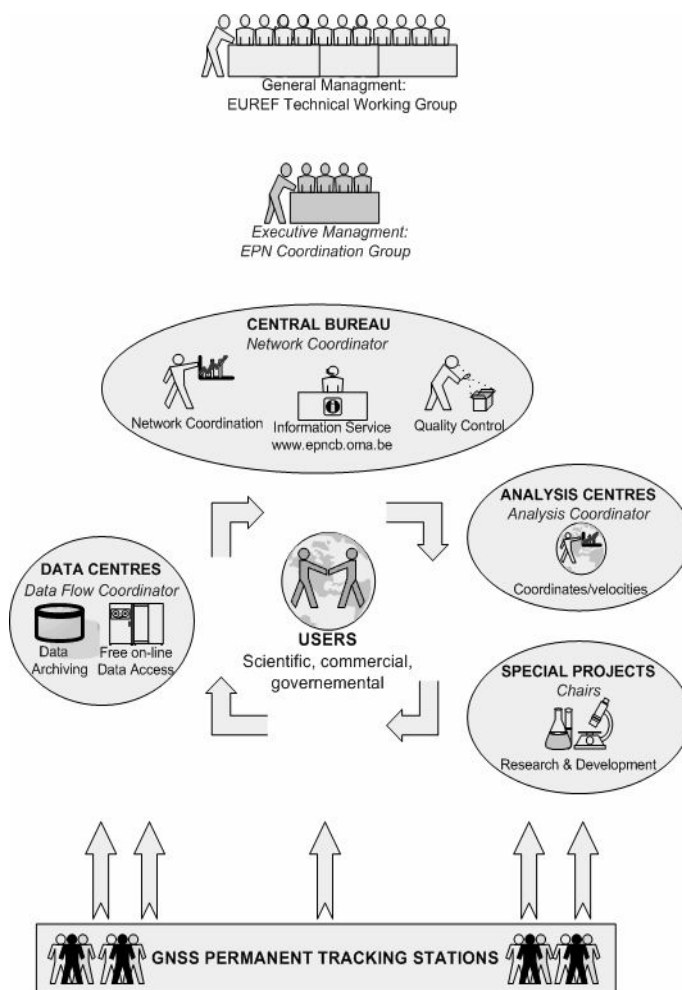 General Managment:
EUREF Technical Working Group
Executive Managment:
EPN Coordination Group
CENTRAL BUREAU
Network Coordinator
Network Coordination
Information Service
www.epncb.oma.be
Quality Control
ANALYSIS CENTRES
Analysis Coordinator
Coordinates/velocities
DATA CENTRES
Data Flow Coordinator
Data
Archiving
Free on-line
Data Access
USERS
Scientific, commercial,
governemental
SPECIAL PROJECTS
Chairs
Research & Development
GNSS PERMANENT TRACKING STATIONS